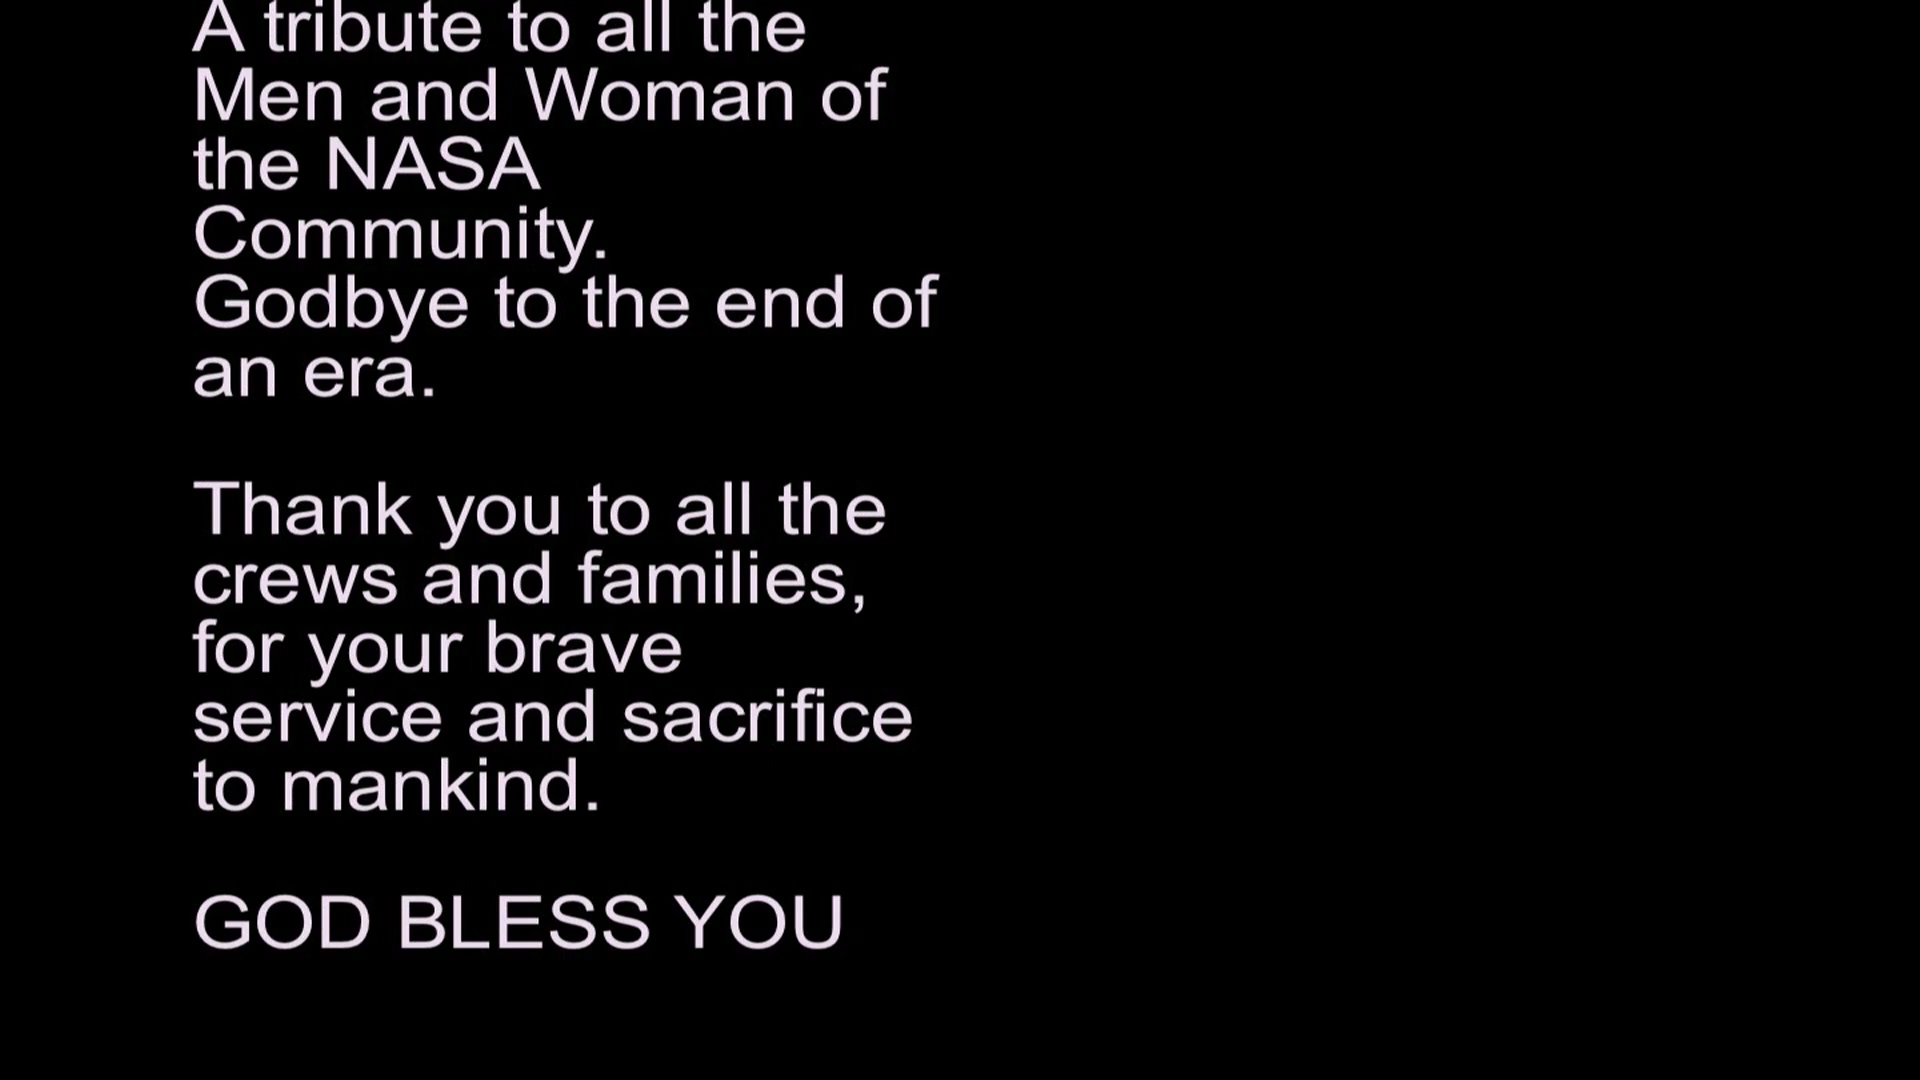 A tribute to all the
Men and Woman of
the NASA
Community.
Godbye to the end of
an era.
Thank you to all the
crews and families,
for your brave
service and sacrifice
to mankind.
GOD BLESS YOU